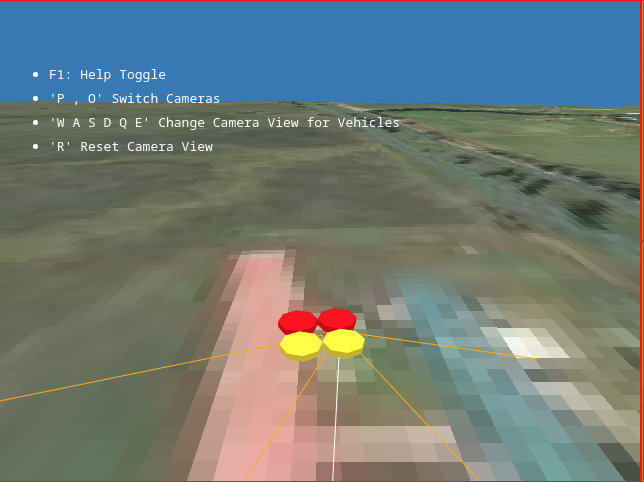 F1: Help Toggle
'P , O' Switch Cameras
'W A S D Q E' Change Camera View for Vehicles
'R' Reset Camera View